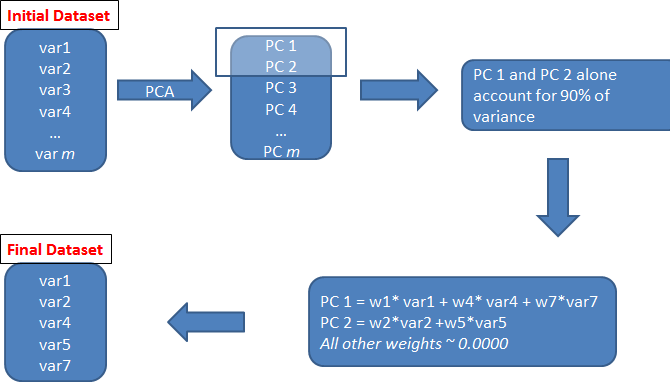 Initial Dataset
var1
var2
var3
var4
...
var m
PCA
PC 1
PC 2
PC 3
PC 4
...
PC m
PC 1 and PC 2 alone
account for 90% of
variance
PC 1 = w1* var1 + w4* var4 + w7*var7
PC 2 = w2*var2 +w5*var5
All other weights ~ 0.0000
Final Dataset
var1
var2
var4
var5
var7